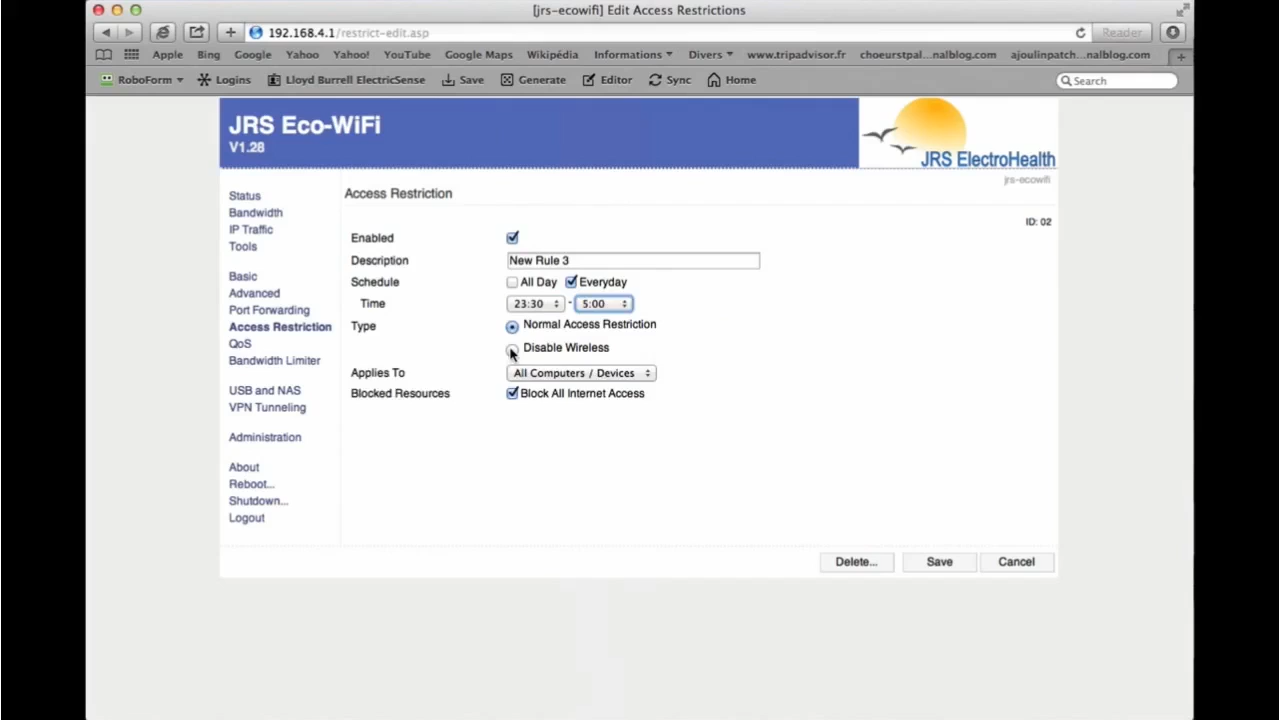 [jrs-ecowifi] Edit Access Restrictions
192.168.4.1/restrict-edit.asp
Reader
Apple Bing Google Yahoo Yahoo! YouTube Google Maps Wikipédia Informations Divers www.tripadvisor.fr choeurstpal...nalblog.com ajoulinpatch...nalblog.com
RoboForm Logins Lloyd Burrell ElectricSense Save Generate Editor Sync Home Search
JRS Eco-WiFi
V1.28
JRS ElectroHealth
jrs-ecowifi
Status
Bandwidth
IP Traffic
Tools
Basic
Advanced
Port Forwarding
Access Restriction
QoS
Bandwidth Limiter
USB and NAS
VPN Tunneling
Administration
About
Reboot...
Shutdown...
Logout
Access Restriction
ID: 02
Enabled
Description New Rule 3
Schedule All Day Everyday
Time 23:30 - 5:00
Type Normal Access Restriction
Disable Wireless
Applies To All Computers / Devices
Blocked Resources Block All Internet Access
Delete... Save Cancel